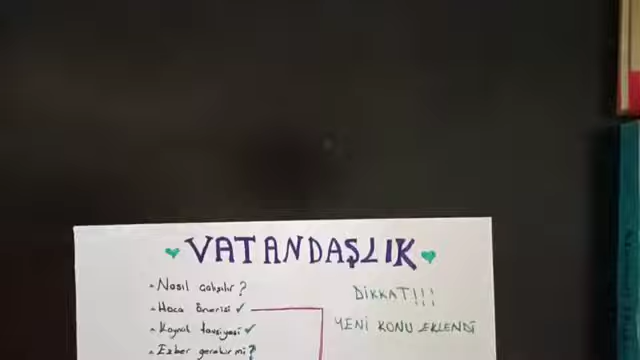 VATANDAŞLIK
- Nasıl çalışılır?
- Hoca önerisi ✓
- Kaynak tavsiyesi ✓
- Ezber gerekir mi?
DİKKAT!!!
YENİ KONU EKLENDİ